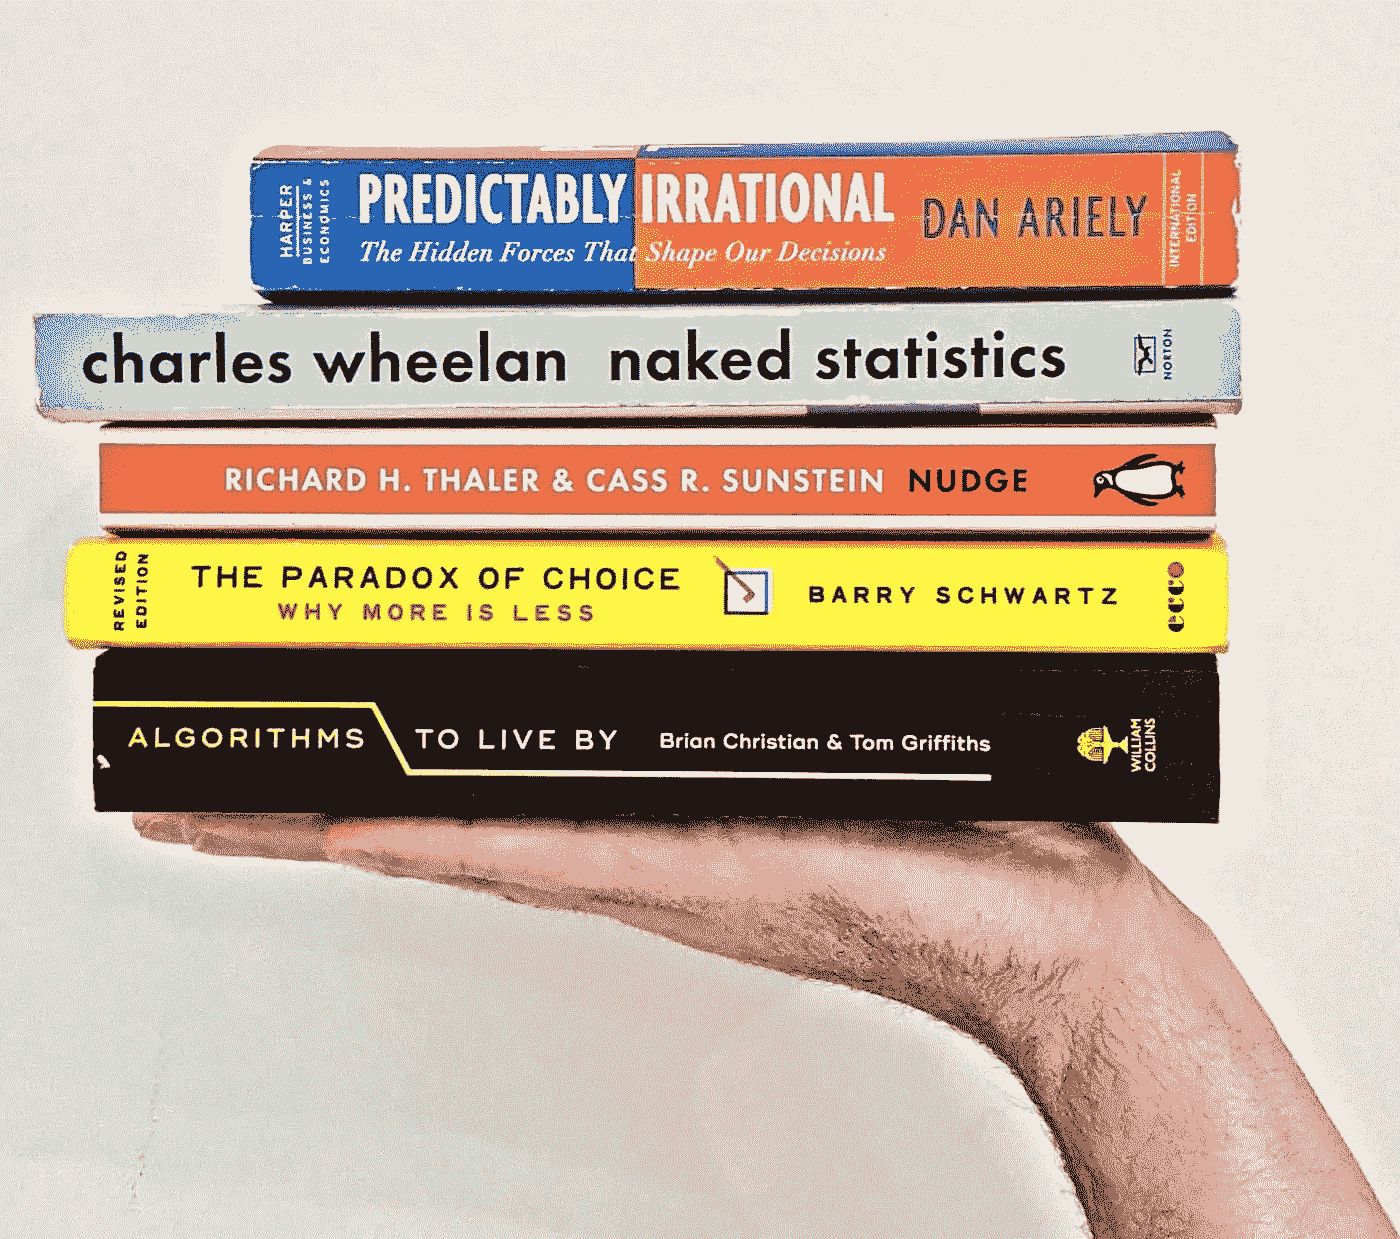 HARPER
BUSINESS &
ECONOMICS
PREDICTABLY IRRATIONAL
The Hidden Forces That Shape Our Decisions
DAN ARIELY
INTERNATIONAL
EDITION
charles wheelan naked statistics
NORTON
RICHARD H. THALER & CASS R. SUNSTEIN NUDGE
REVISED
EDITION
THE PARADOX OF CHOICE
WHY MORE IS LESS
BARRY SCHWARTZ
ecco
ALGORITHMS TO LIVE BY Brian Christian & Tom Griffiths
WILLIAM
COLLINS